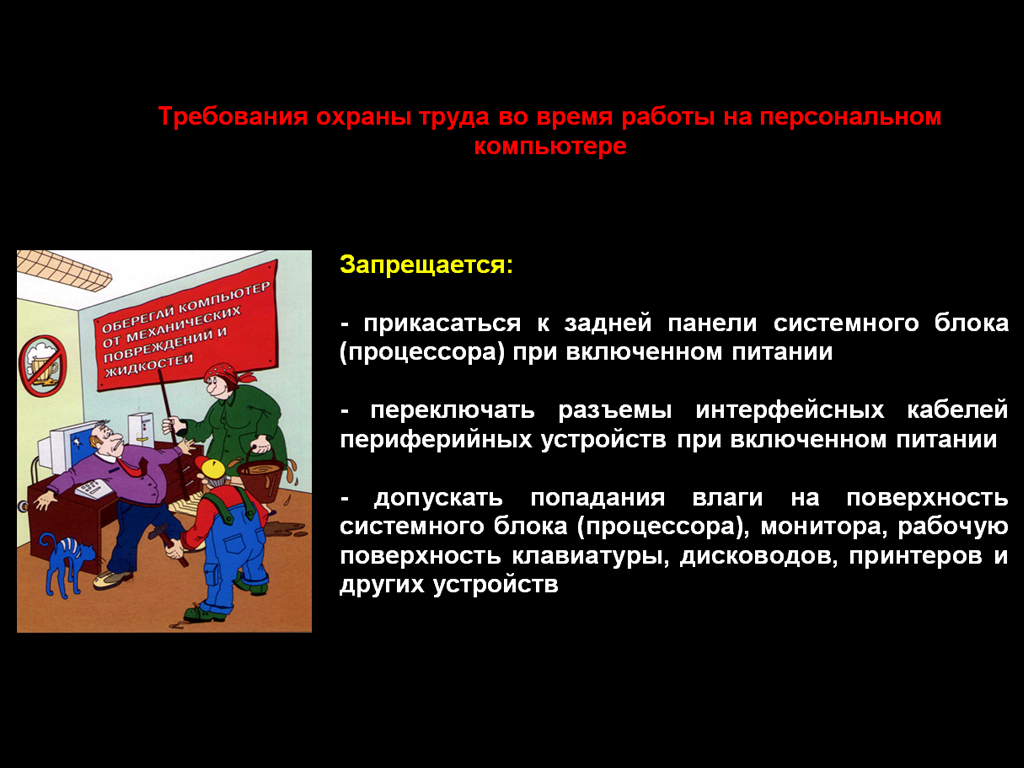 Требования охраны труда во время работы на персональном
компьютере
Запрещается:
- прикасаться к задней панели системного блока
(процессора) при включенном питании
- переключать разъемы интерфейсных кабелей
периферийных устройств при включенном питании
- допускать попадания влаги на поверхность
системного блока (процессора), монитора, рабочую
поверхность клавиатуры, дисководов, принтеров и
других устройств
ОБЕРЕГАЙ КОМПЬЮТЕР
ОТ МЕХАНИЧЕСКИХ
ПОВРЕЖДЕНИЙ И
ЖИДКОСТЕЙ